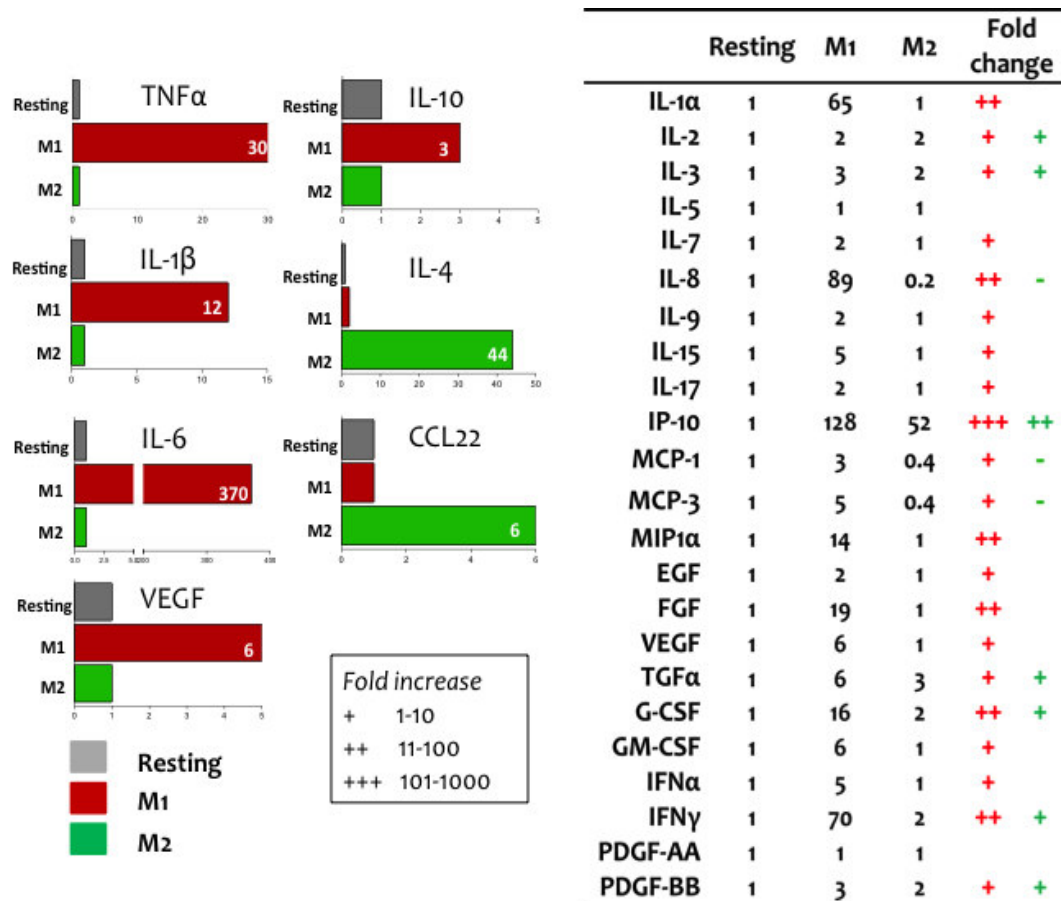 TNFα
Resting
M1 30
M2
0 10 20 30
IL-10
Resting
M1 3
M2
0 1 2 3 4 5
IL-1β
Resting
M1 12
M2
0 5 10 15
IL-4
Resting
M1
M2 44
0 10 20 30 40 50
IL-6
Resting
M1 370
M2
0.0 2.5 300 400
CCL22
Resting
M1
M2 6
0 2 4 6
VEGF
Resting
M1 6
M2
0 1 2 3 4 5
Resting
M1
M2
Fold increase
+ 1-10
++ 11-100
+++ 101-1000
Resting M1 M2 Fold change
IL-1α 1 65 1 ++
IL-2 1 2 2 + +
IL-3 1 3 2 + +
IL-5 1 1 1
IL-7 1 2 1 +
IL-8 1 89 0.2 ++ -
IL-9 1 2 1 +
IL-15 1 5 1 +
IL-17 1 2 1 +
IP-10 1 128 52 +++ ++
MCP-1 1 3 0.4 + -
MCP-3 1 5 0.4 + -
MIP1α 1 14 1 ++
EGF 1 2 1 +
FGF 1 19 1 ++
VEGF 1 6 1 +
TGFα 1 6 3 + +
G-CSF 1 16 2 ++ +
GM-CSF 1 6 1 +
IFNα 1 5 1 +
IFNγ 1 70 2 ++ +
PDGF-AA 1 1 1
PDGF-BB 1 3 2 + +